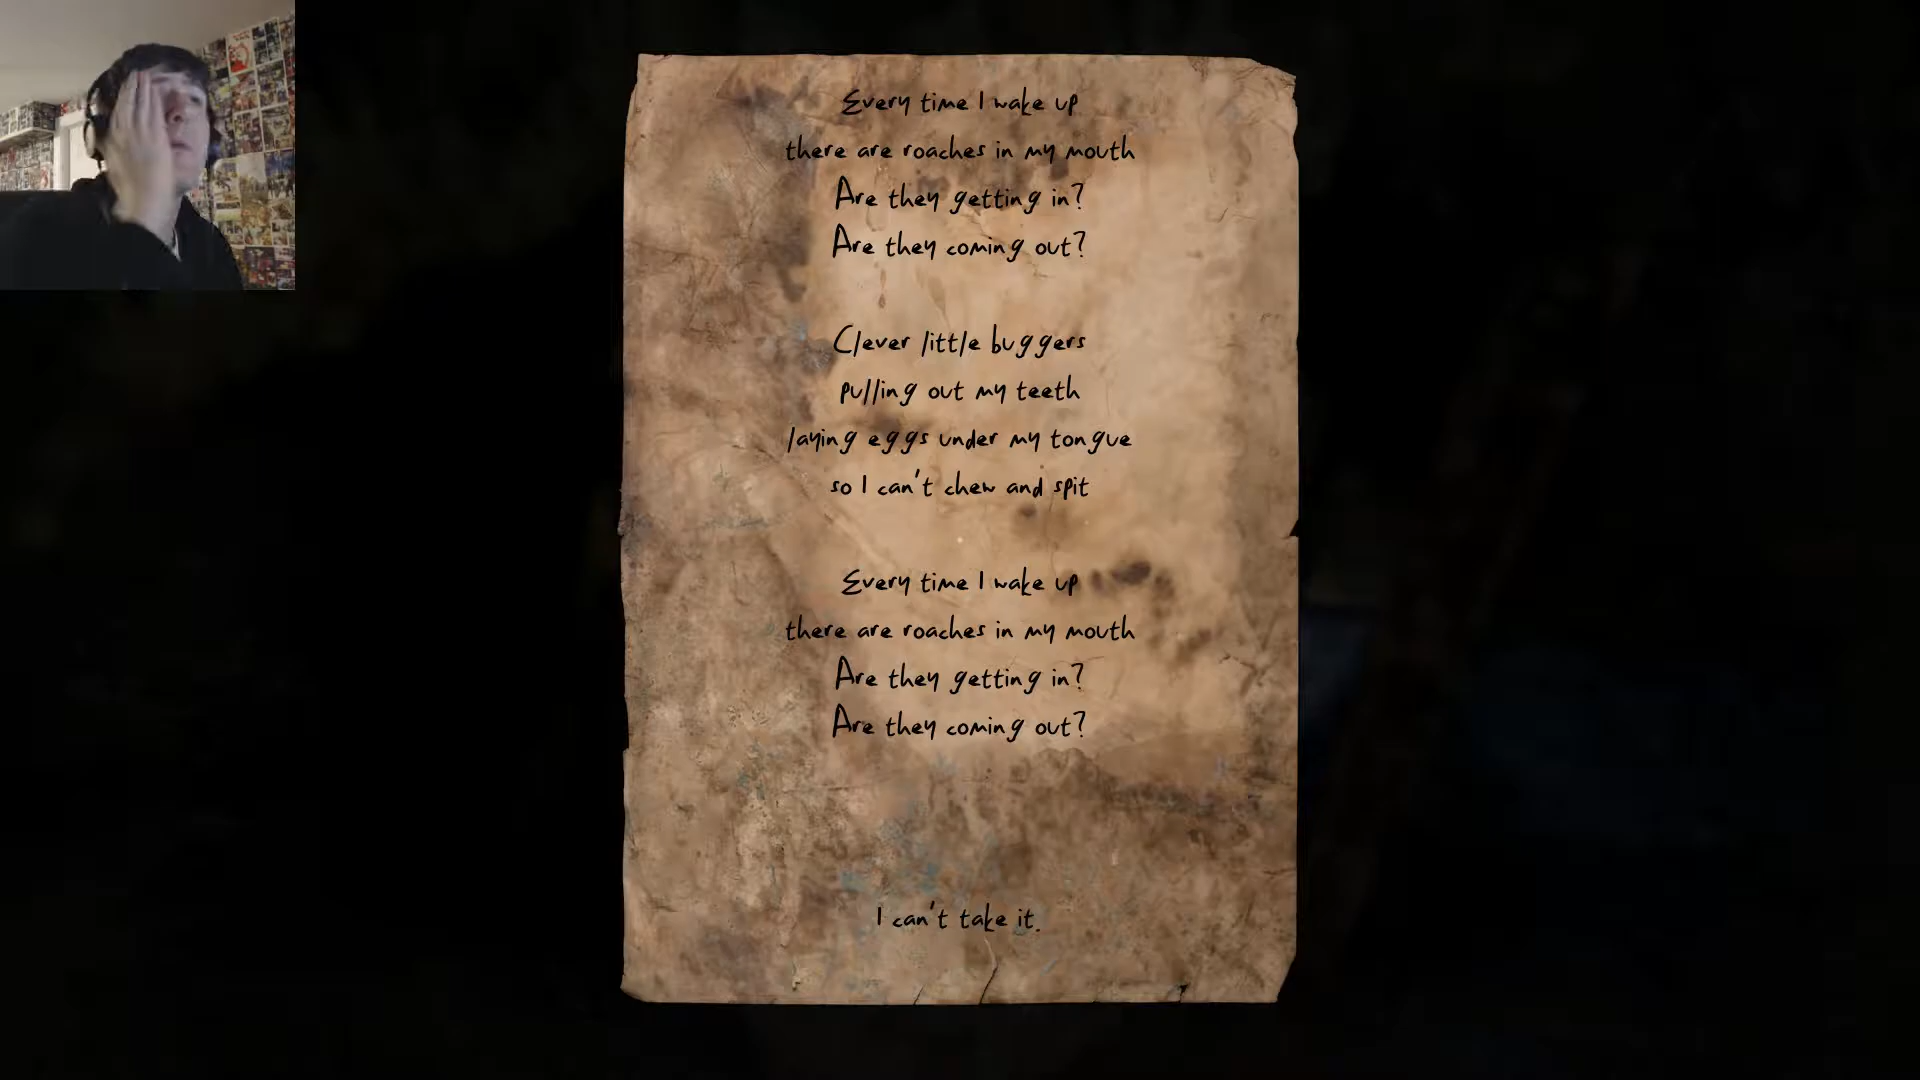 Every time I wake up
there are roaches in my mouth
Are they getting in?
Are they coming out?
Clever little buggers
pulling out my teeth
laying eggs under my tongue
so I can't chew and spit
Every time I wake up
there are roaches in my mouth
Are they getting in?
Are they coming out?
I can't take it.